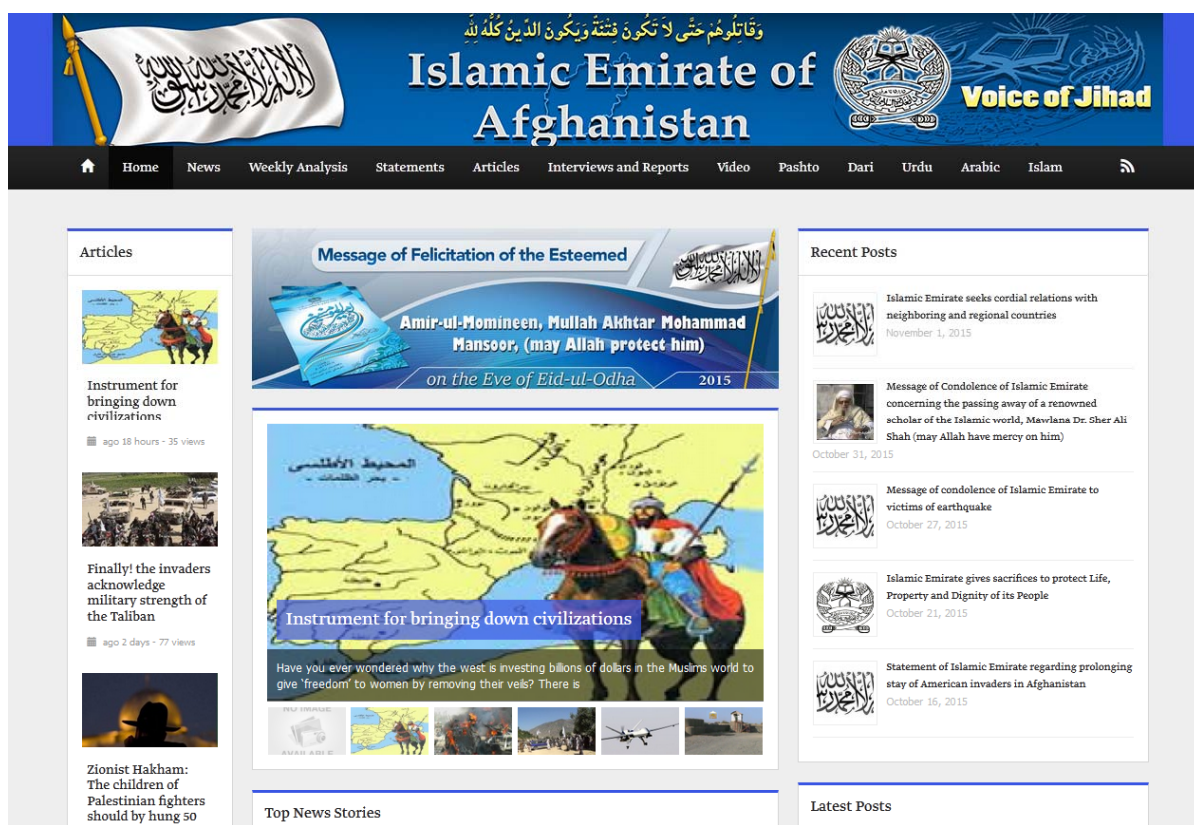 وَقَاتِلُوهُمْ حَتَّى لاَ تَكُونَ فِتْنَةٌ وَيَكُونَ الدِّينُ كُلُّهُ لِلّهِ
Islamic Emirate of
Afghanistan
Voice of Jihad
Home News Weekly Analysis Statements Articles Interviews and Reports Video Pashto Dari Urdu Arabic Islam
Articles
Instrument for
bringing down
civilizations
ago 18 hours - 35 views
Finally! the invaders
acknowledge
military strength of
the Taliban
ago 2 days - 77 views
Zionist Hakham:
The children of
Palestinian fighters
should by hung 50
Message of Felicitation of the Esteemed
Amir-ul-Momineen, Mullah Akhtar Mohammad
Mansoor, (may Allah protect him)
on the Eve of Eid-ul-Odha 2015
المحيط الأطلسي
- بحر الظلمات -
Instrument for bringing down civilizations
Have you ever wondered why the west is investing billions of dollars in the Muslims world to
give 'freedom' to women by removing their veils? There is
NO IMAGE
AVAILABLE
Top News Stories
Recent Posts
Islamic Emirate seeks cordial relations with
neighboring and regional countries
November 1, 2015
Message of Condolence of Islamic Emirate
concerning the passing away of a renowned
scholar of the Islamic world, Mawlana Dr. Sher Ali
Shah (may Allah have mercy on him)
October 31, 2015
Message of condolence of Islamic Emirate to
victims of earthquake
October 27, 2015
Islamic Emirate gives sacrifices to protect Life,
Property and Dignity of its People
October 21, 2015
Statement of Islamic Emirate regarding prolonging
stay of American invaders in Afghanistan
October 16, 2015
Latest Posts